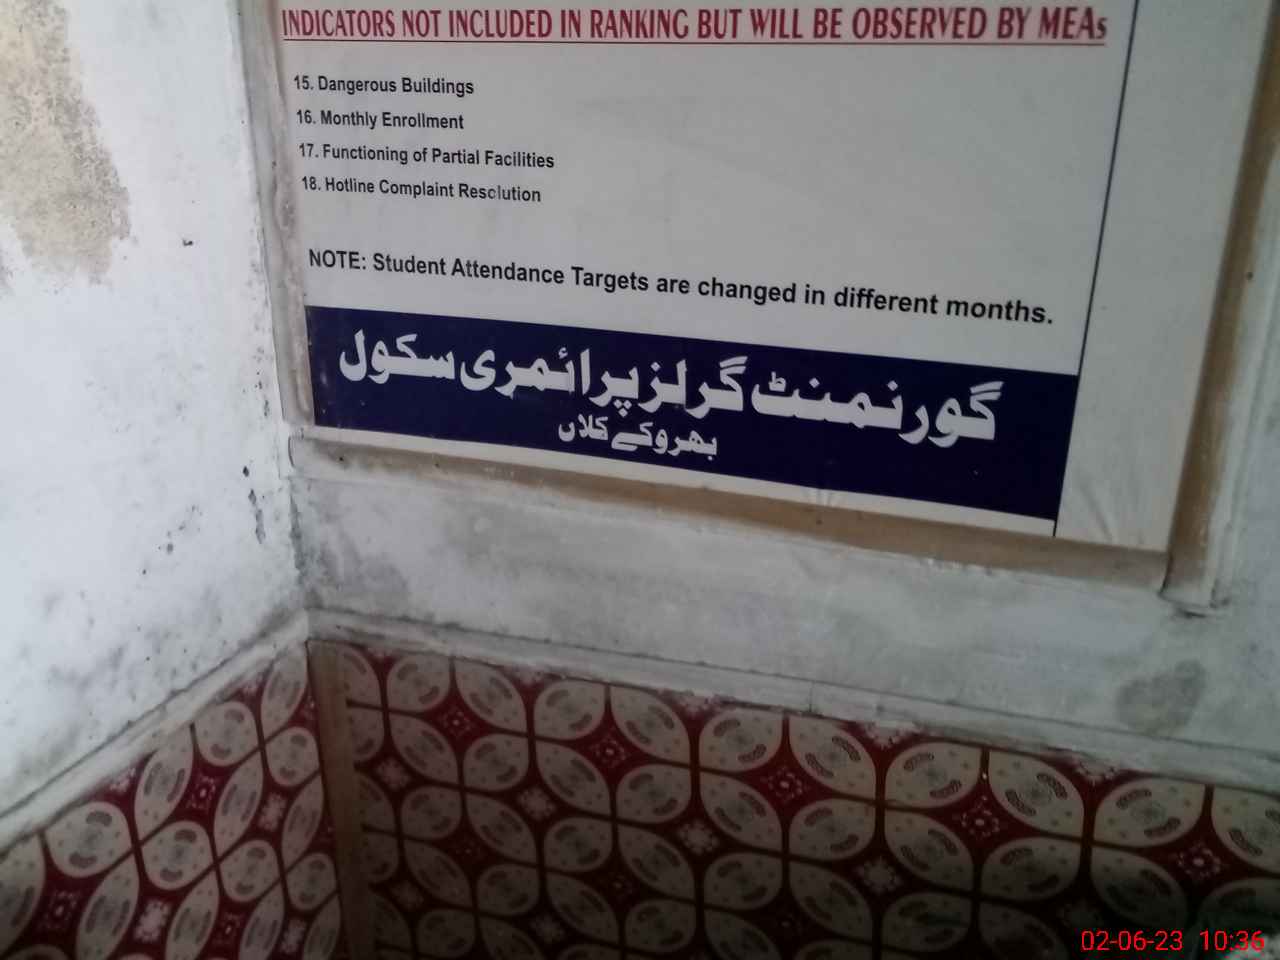 INDICATORS NOT INCLUDED IN RANKING BUT WILL BE OBSERVED BY MEAs
15. Dangerous Buildings
16. Monthly Enrollment
17. Functioning of Partial Facilities
18. Hotline Complaint Resolution
NOTE: Student Attendance Targets are changed in different months.
گورنمنٹ گرلز پرائمری سکول
بھروکے کلاں
02-06-23 10:36